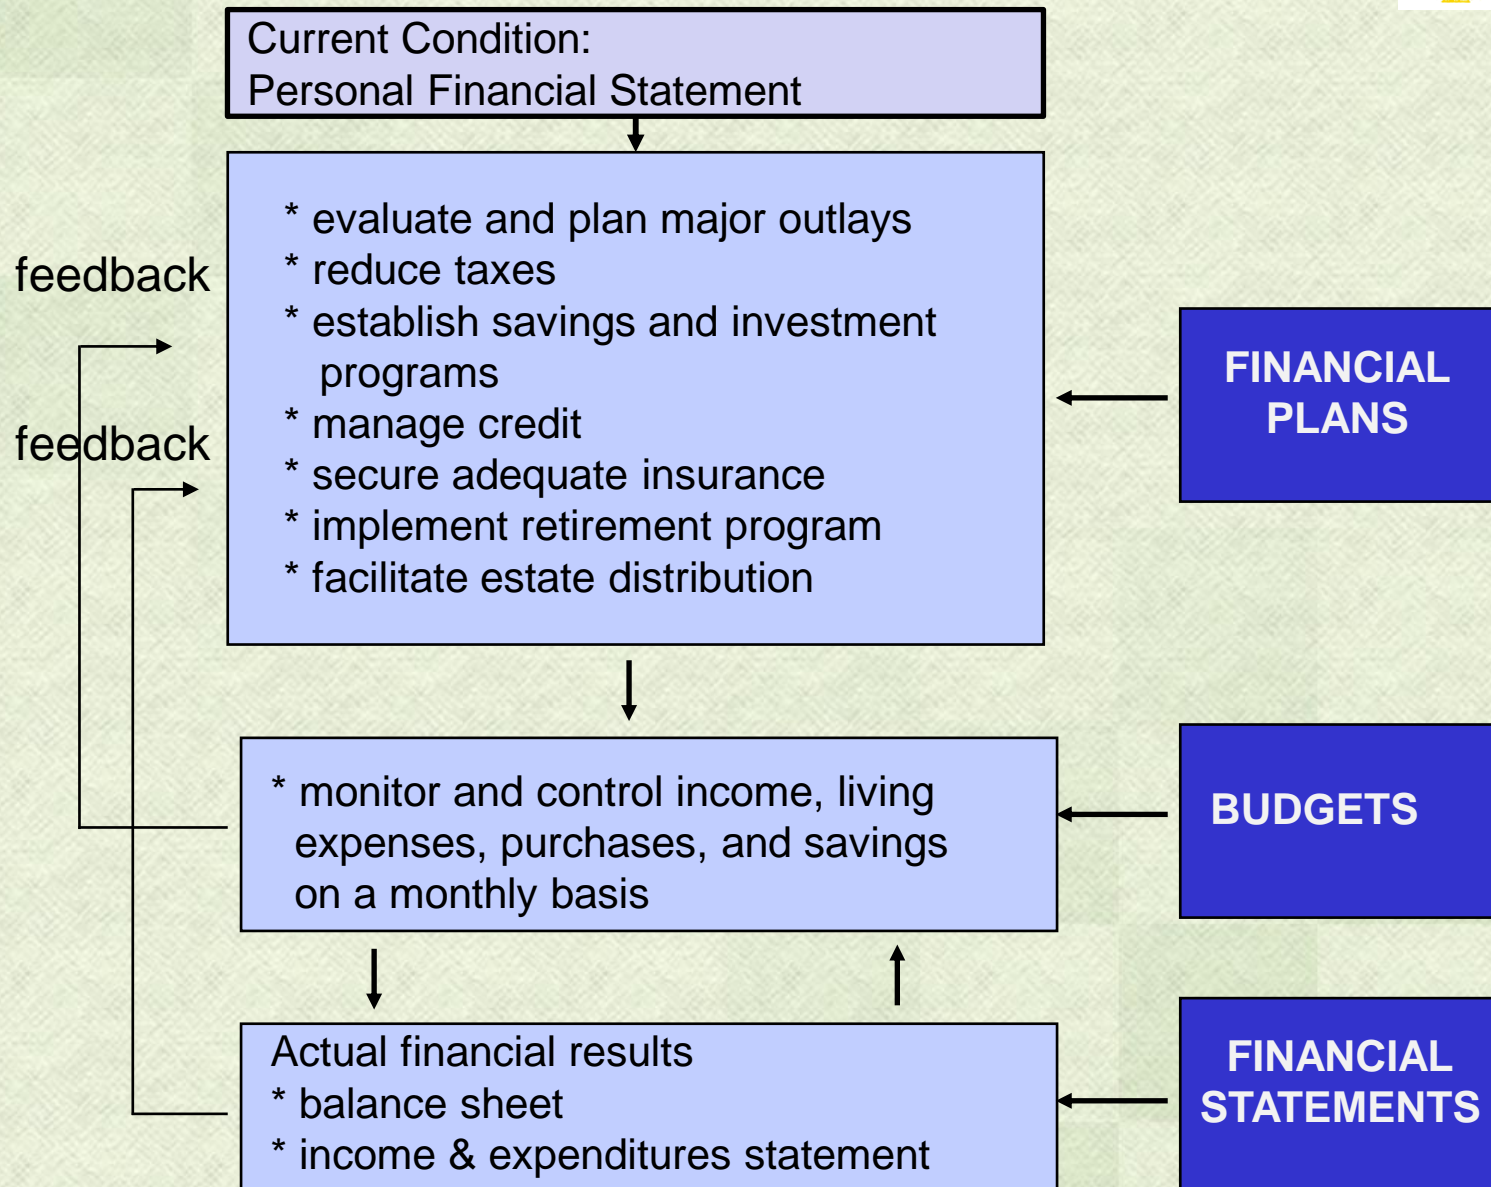 Current Condition:
Personal Financial Statement
* evaluate and plan major outlays
* reduce taxes
* establish savings and investment
programs
* manage credit
* secure adequate insurance
* implement retirement program
* facilitate estate distribution
feedback
feedback
FINANCIAL
PLANS
* monitor and control income, living
expenses, purchases, and savings
on a monthly basis
BUDGETS
Actual financial results
* balance sheet
* income & expenditures statement
FINANCIAL
STATEMENTS